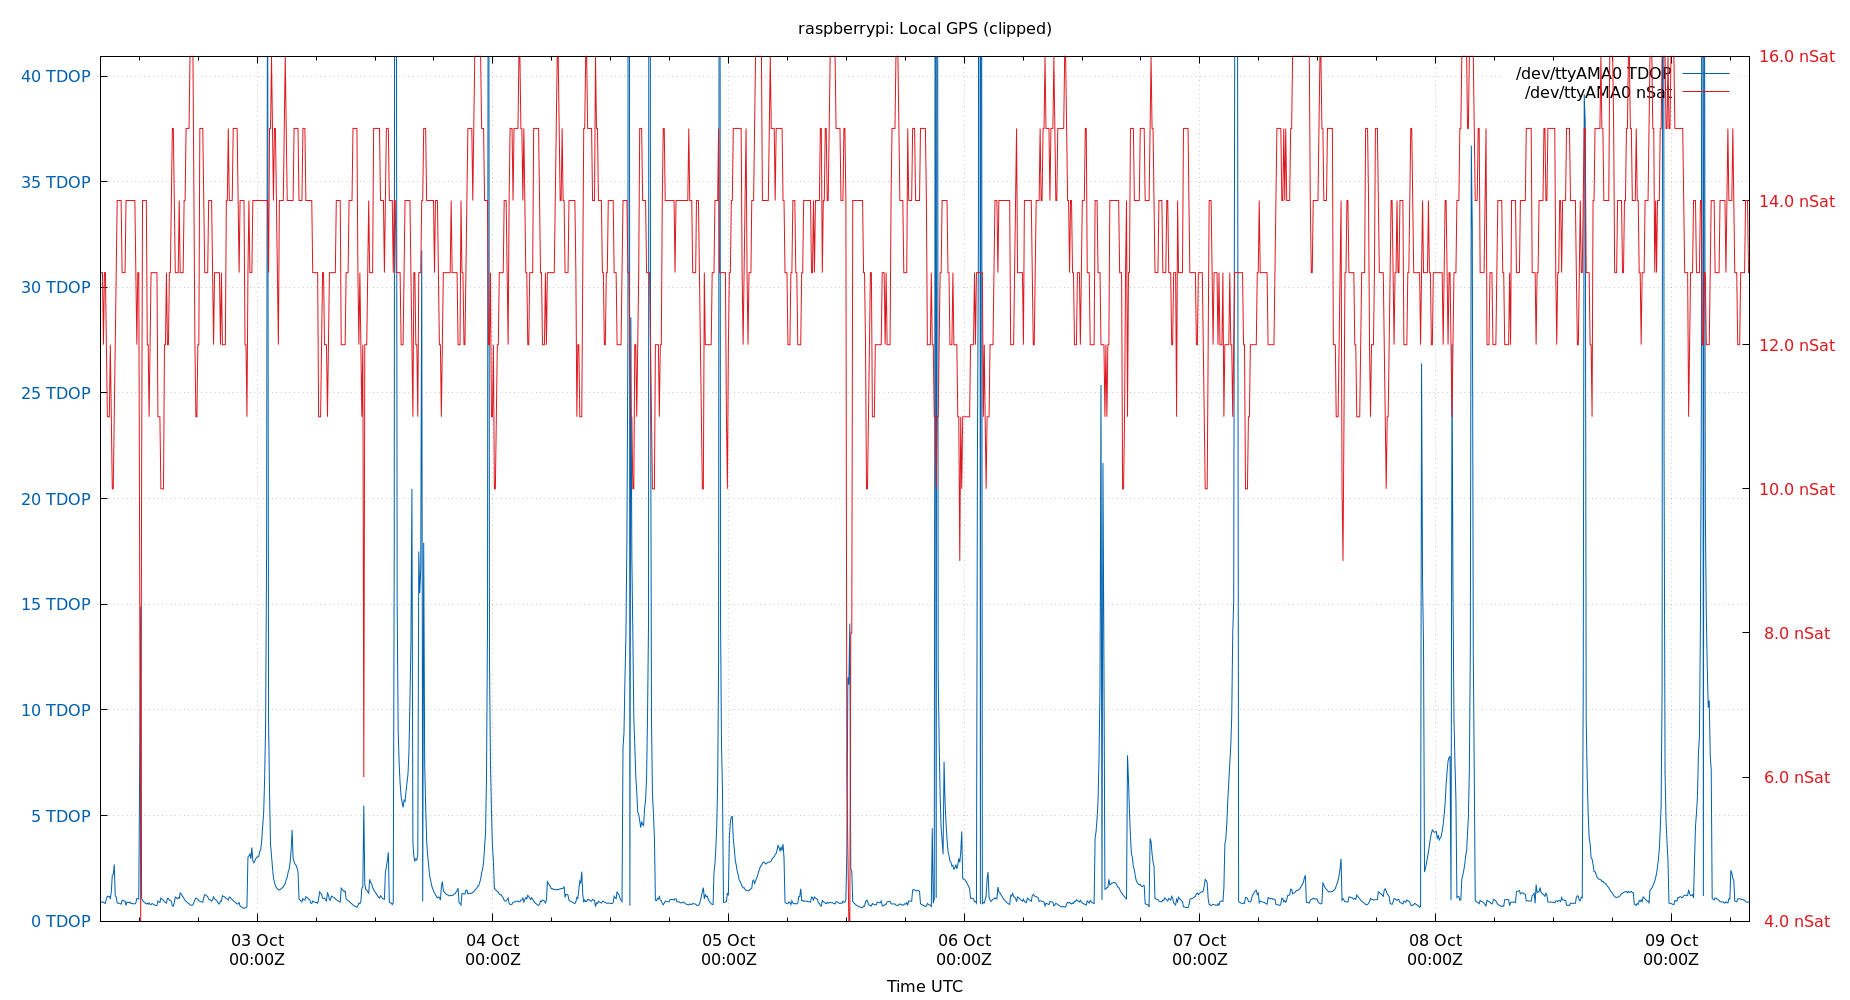 raspberrypi: Local GPS (clipped)
40 TDOP
35 TDOP
30 TDOP
25 TDOP
20 TDOP
15 TDOP
10 TDOP
5 TDOP
0 TDOP
16.0 nSat
14.0 nSat
12.0 nSat
10.0 nSat
8.0 nSat
6.0 nSat
4.0 nSat
/dev/ttyAMA0 TDOP
/dev/ttyAMA0 nSat
03 Oct
00:00Z
04 Oct
00:00Z
05 Oct
00:00Z
06 Oct
00:00Z
07 Oct
00:00Z
08 Oct
00:00Z
09 Oct
00:00Z
Time UTC